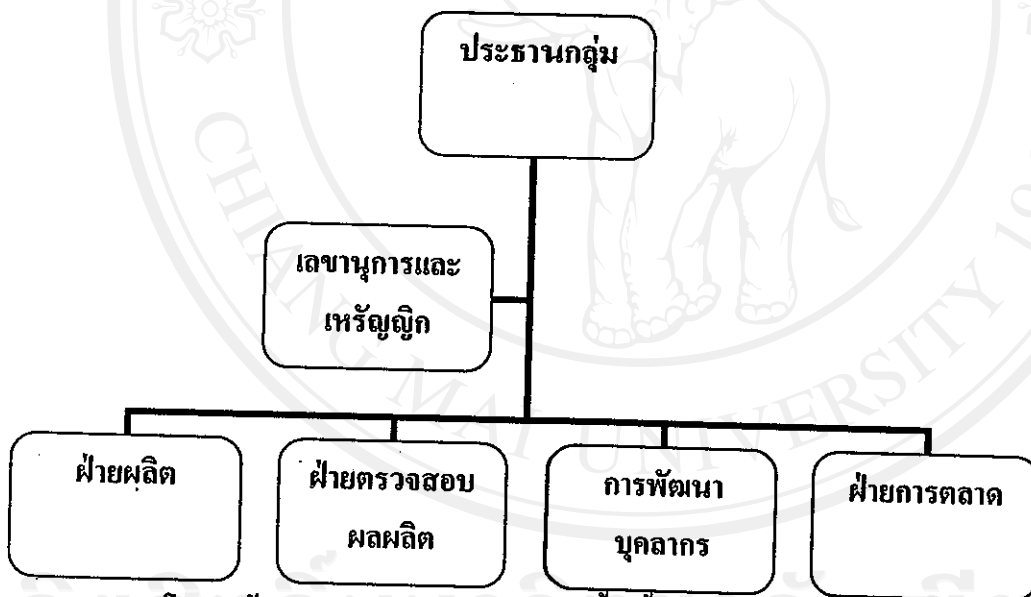 ประธานกลุ่ม
เลขานุการและ
เหรัญญิก
ฝ่ายผลิต
ฝ่ายตรวจสอบ
ผลผลิต
การพัฒนา
บุคลากร
ฝ่ายการตลาด
CHIANG MAI UNIVERSITY